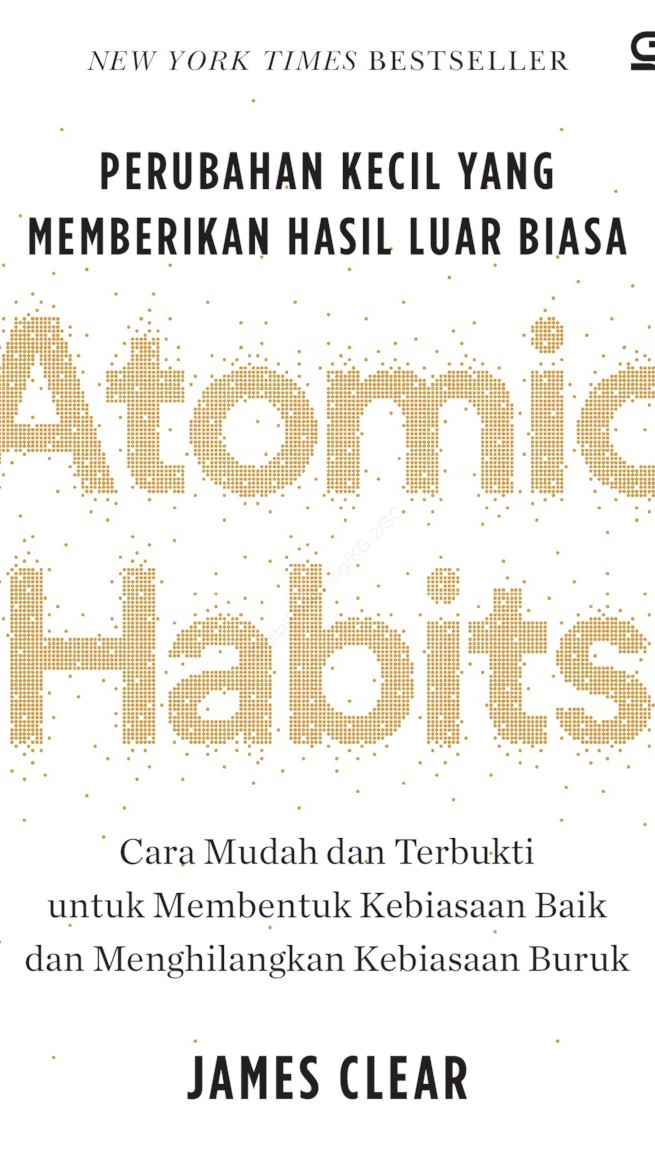 NEW YORK TIMES BESTSELLER
PERUBAHAN KECIL YANG
MEMBERIKAN HASIL LUAR BIASA
Atomic
Habits
Cara Mudah dan Terbukti
untuk Membentuk Kebiasaan Baik
dan Menghilangkan Kebiasaan Buruk
JAMES CLEAR